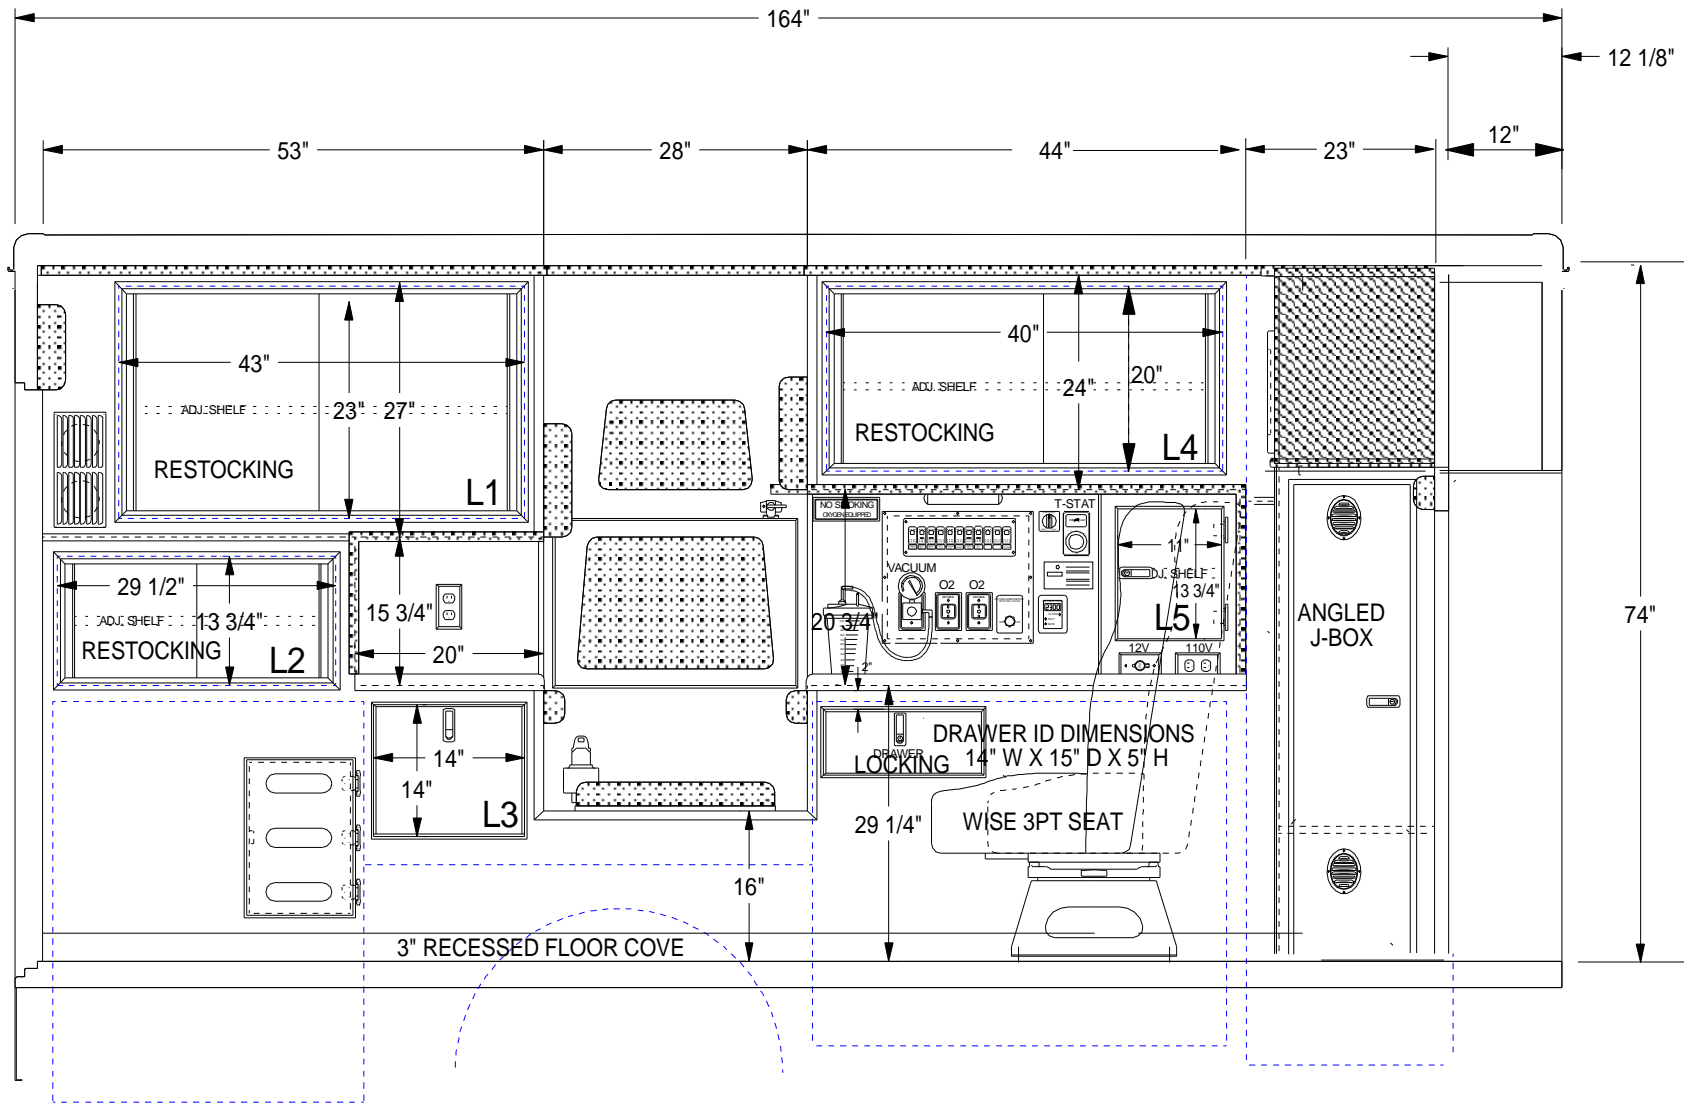 164"
12 1/8"
53"
28"
44"
23"
12"
43"
23"
27"
ADJ. SHELF
RESTOCKING
L1
40"
24"
20"
ADJ. SHELF
RESTOCKING
L4
NO SMOKING
OXYGEN EQUIPPED
T-STAT
VACUUM
O2
O2
11"
ADJ. SHELF
13 3/4"
L5
12V
110V
20 3/4"
2"
29 1/2"
13 3/4"
ADJ. SHELF
RESTOCKING
L2
15 3/4"
20"
ANGLED
J-BOX
74"
14"
14"
L3
DRAWER
LOCKING
DRAWER ID DIMENSIONS
14" W X 15" D X 5" H
WISE 3PT SEAT
29 1/4"
16"
3" RECESSED FLOOR COVE